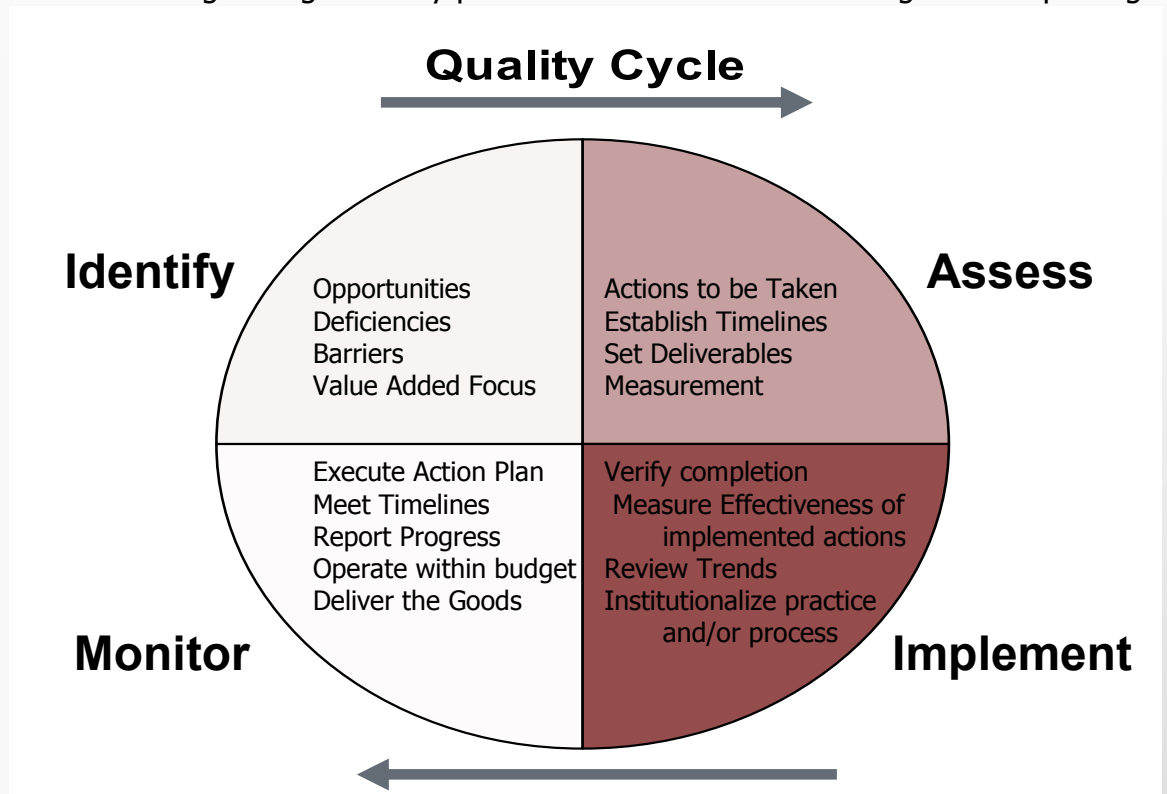 Quality Cycle
Identify
Opportunities
Deficiencies
Barriers
Value Added Focus
Actions to be Taken
Establish Timelines
Set Deliverables
Measurement
Assess
Execute Action Plan
Meet Timelines
Report Progress
Operate within budget
Deliver the Goods
Monitor
Verify completion
Measure Effectiveness of
implemented actions
Review Trends
Institutionalize practice
and/or process
Implement